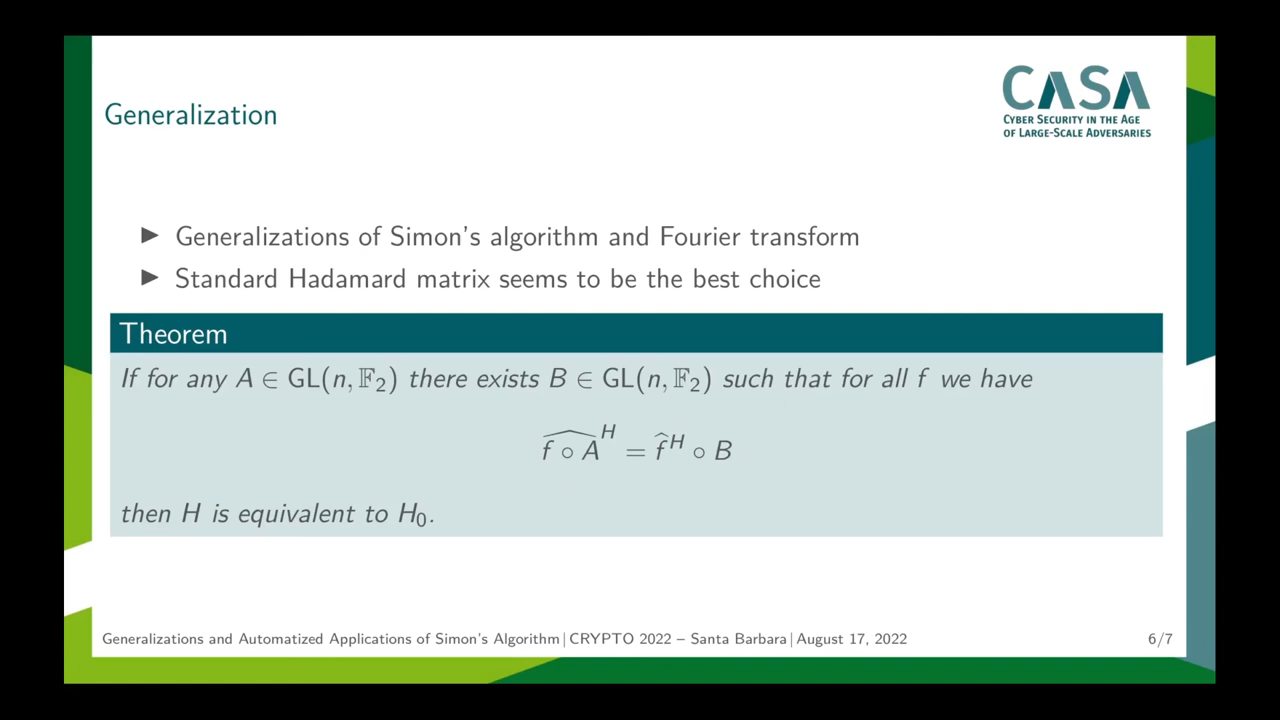 CASA
CYBER SECURITY IN THE AGE
OF LARGE-SCALE ADVERSARIES
Generalization
▶ Generalizations of Simon's algorithm and Fourier transform
▶ Standard Hadamard matrix seems to be the best choice
Theorem
If for any A ∈ GL(n, 𝔽₂) there exists B ∈ GL(n, 𝔽₂) such that for all f we have
$\widehat{f \circ A}^H = \widehat{f}^H \circ B$
then H is equivalent to H₀.
Generalizations and Automatized Applications of Simon's Algorithm | CRYPTO 2022 – Santa Barbara | August 17, 2022 6/7